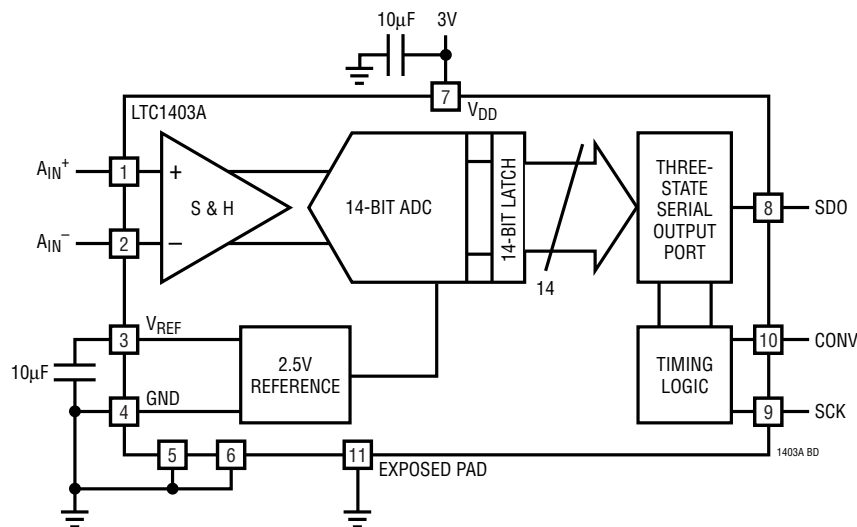 10µF
3V
7
LTC1403A
VDD
AIN+
1
+
S & H
14-BIT ADC
14-BIT LATCH
THREE-
STATE
SERIAL
OUTPUT
PORT
8
SDO
AIN–
2
–
14
3
VREF
10µF
2.5V
REFERENCE
4
GND
TIMING
LOGIC
10
CONV
9
SCK
5
6
11
EXPOSED PAD
1403A BD